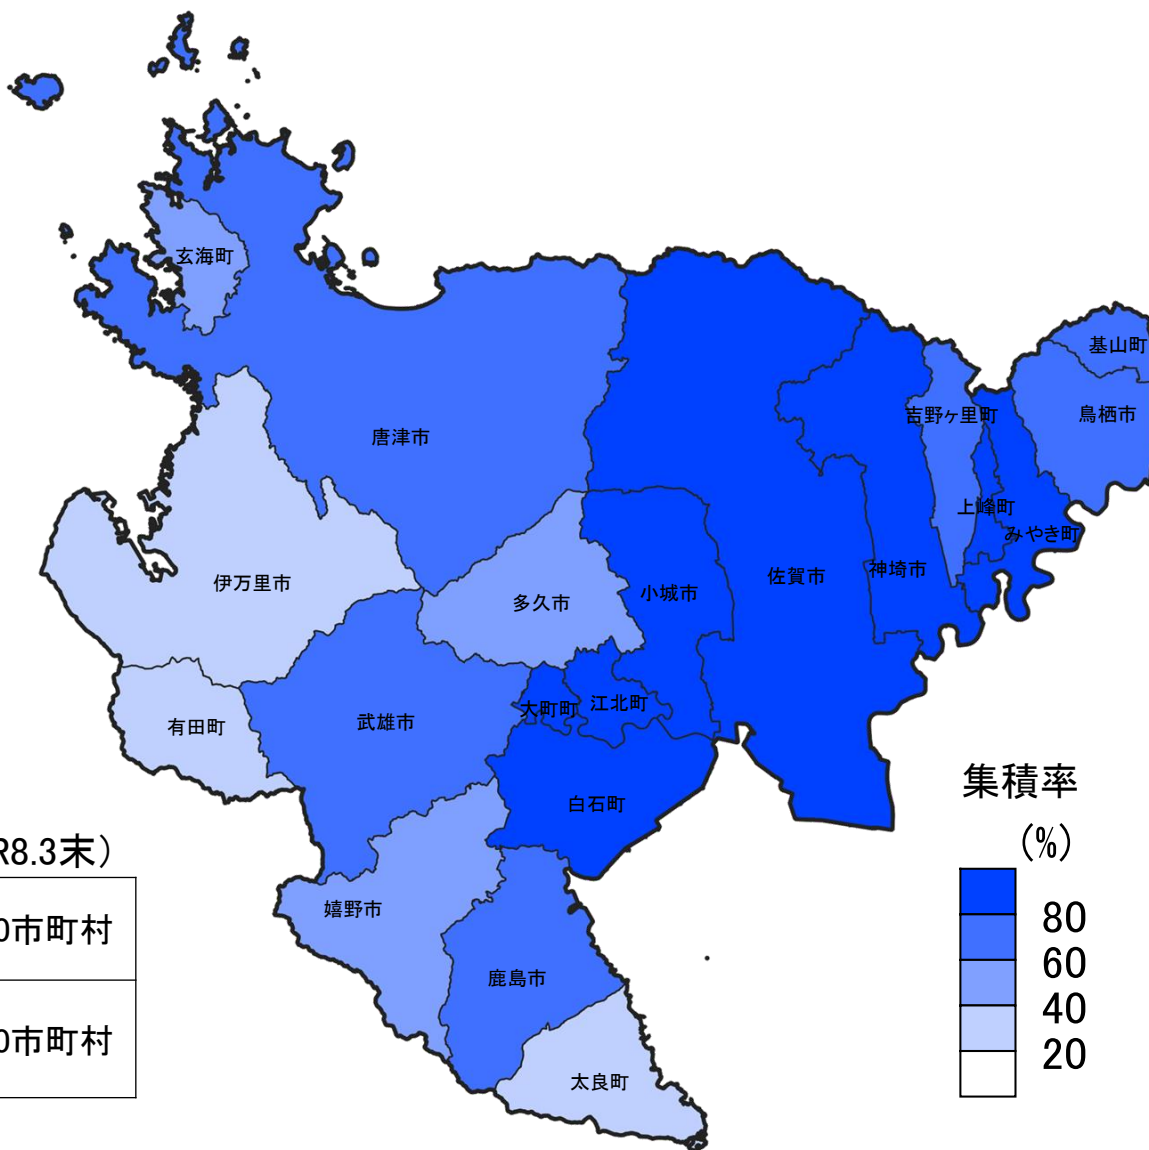 玄海町
基山町
吉野ヶ里町
鳥栖市
唐津市
上峰町
みやき町
伊万里市
多久市
小城市
佐賀市
神埼市
有田町
武雄市
大町町
江北町
白石町
嬉野市
鹿島市
太良町
集積率
(%)
80
60
40
20
R8.3末）
0市町村
0市町村